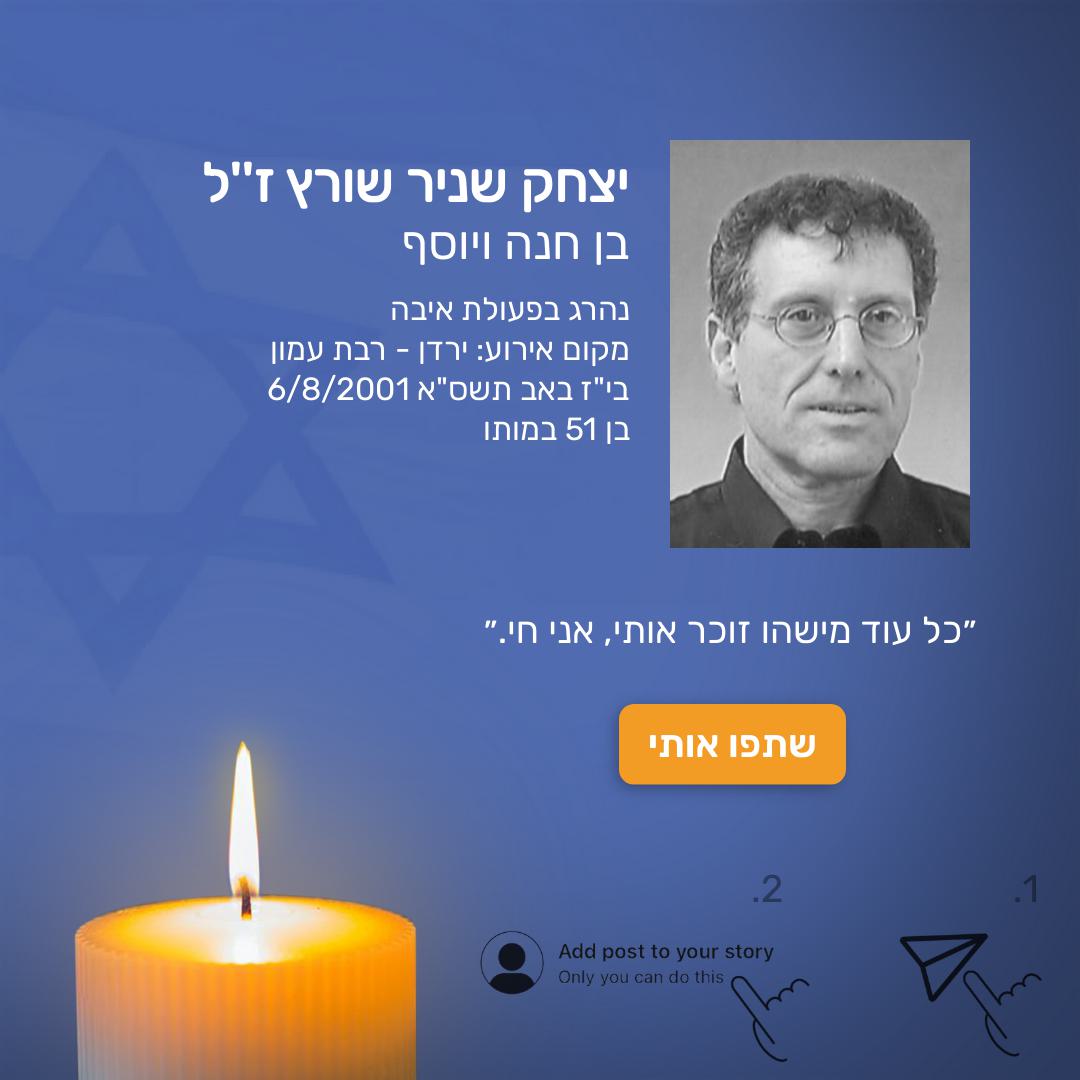 יצחק שניר שורץ ז"ל
בן חנה ויוסף
נהרג בפעולת איבה
מקום אירוע: ירדן - רבת עמון
בי"ז באב תשס"א 6/8/2001
בן 51 במותו
״כל עוד מישהו זוכר אותי, אני חי.״
שתפו אותי
1.
2.
Add post to your story
Only you can do this